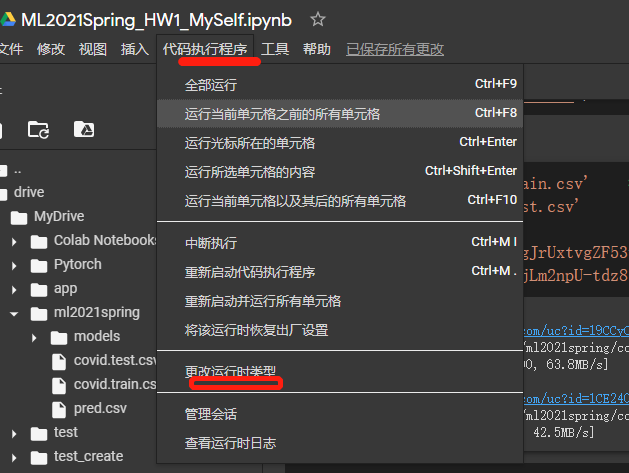 ML2021Spring_HW1_MySelf.ipynb
文件 修改 视图 插入 代码执行程序 工具 帮助 已保存所有更改
全部运行 Ctrl+F9
运行当前单元格之前的所有单元格 Ctrl+F8
运行光标所在的单元格 Ctrl+Enter
运行所选单元格的内容 Ctrl+Shift+Enter
运行当前单元格以及其后的所有单元格 Ctrl+F10
中断执行 Ctrl+M I
重新启动代码执行程序 Ctrl+M .
重新启动并运行所有单元格
将该运行时恢复出厂设置
更改运行时类型
管理会话
查看运行时日志
..
drive
MyDrive
Colab Notebooks
Pytorch
app
ml2021spring
models
covid.test.csv
covid.train.cs
pred.csv
test
test_create
ain.csv'
st.csv'
gJrUxtvgZF53
jLm2npU-tdz8
com/uc?id=19CCyC
/ml2021spring/co
00, 63.8MB/s]
com/uc?id=1CE240
/ml2021spring/co
42.5MB/s]